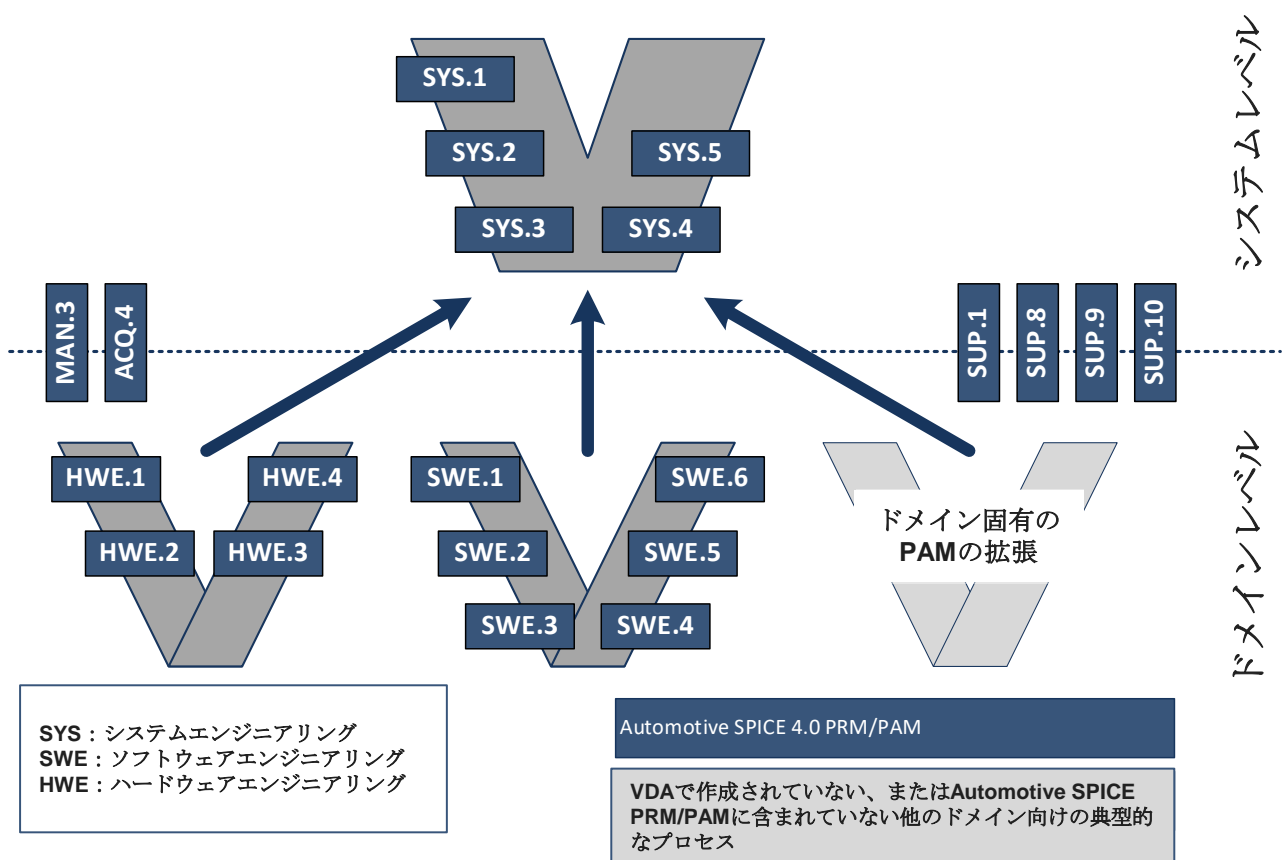 システムレベル
SYS.1
SYS.2
SYS.5
SYS.3
SYS.4
MAN.3
ACQ.4
SUP.1
SUP.8
SUP.9
SUP.10
ドメインレベル
HWE.1
HWE.4
HWE.2
HWE.3
SWE.1
SWE.6
SWE.2
SWE.5
SWE.3
SWE.4
ドメイン固有の
PAMの拡張
SYS：システムエンジニアリング
SWE：ソフトウェアエンジニアリング
HWE：ハードウェアエンジニアリング
Automotive SPICE 4.0 PRM/PAM
VDAで作成されていない、またはAutomotive SPICE
PRM/PAMに含まれていない他のドメイン向けの典型的
なプロセス